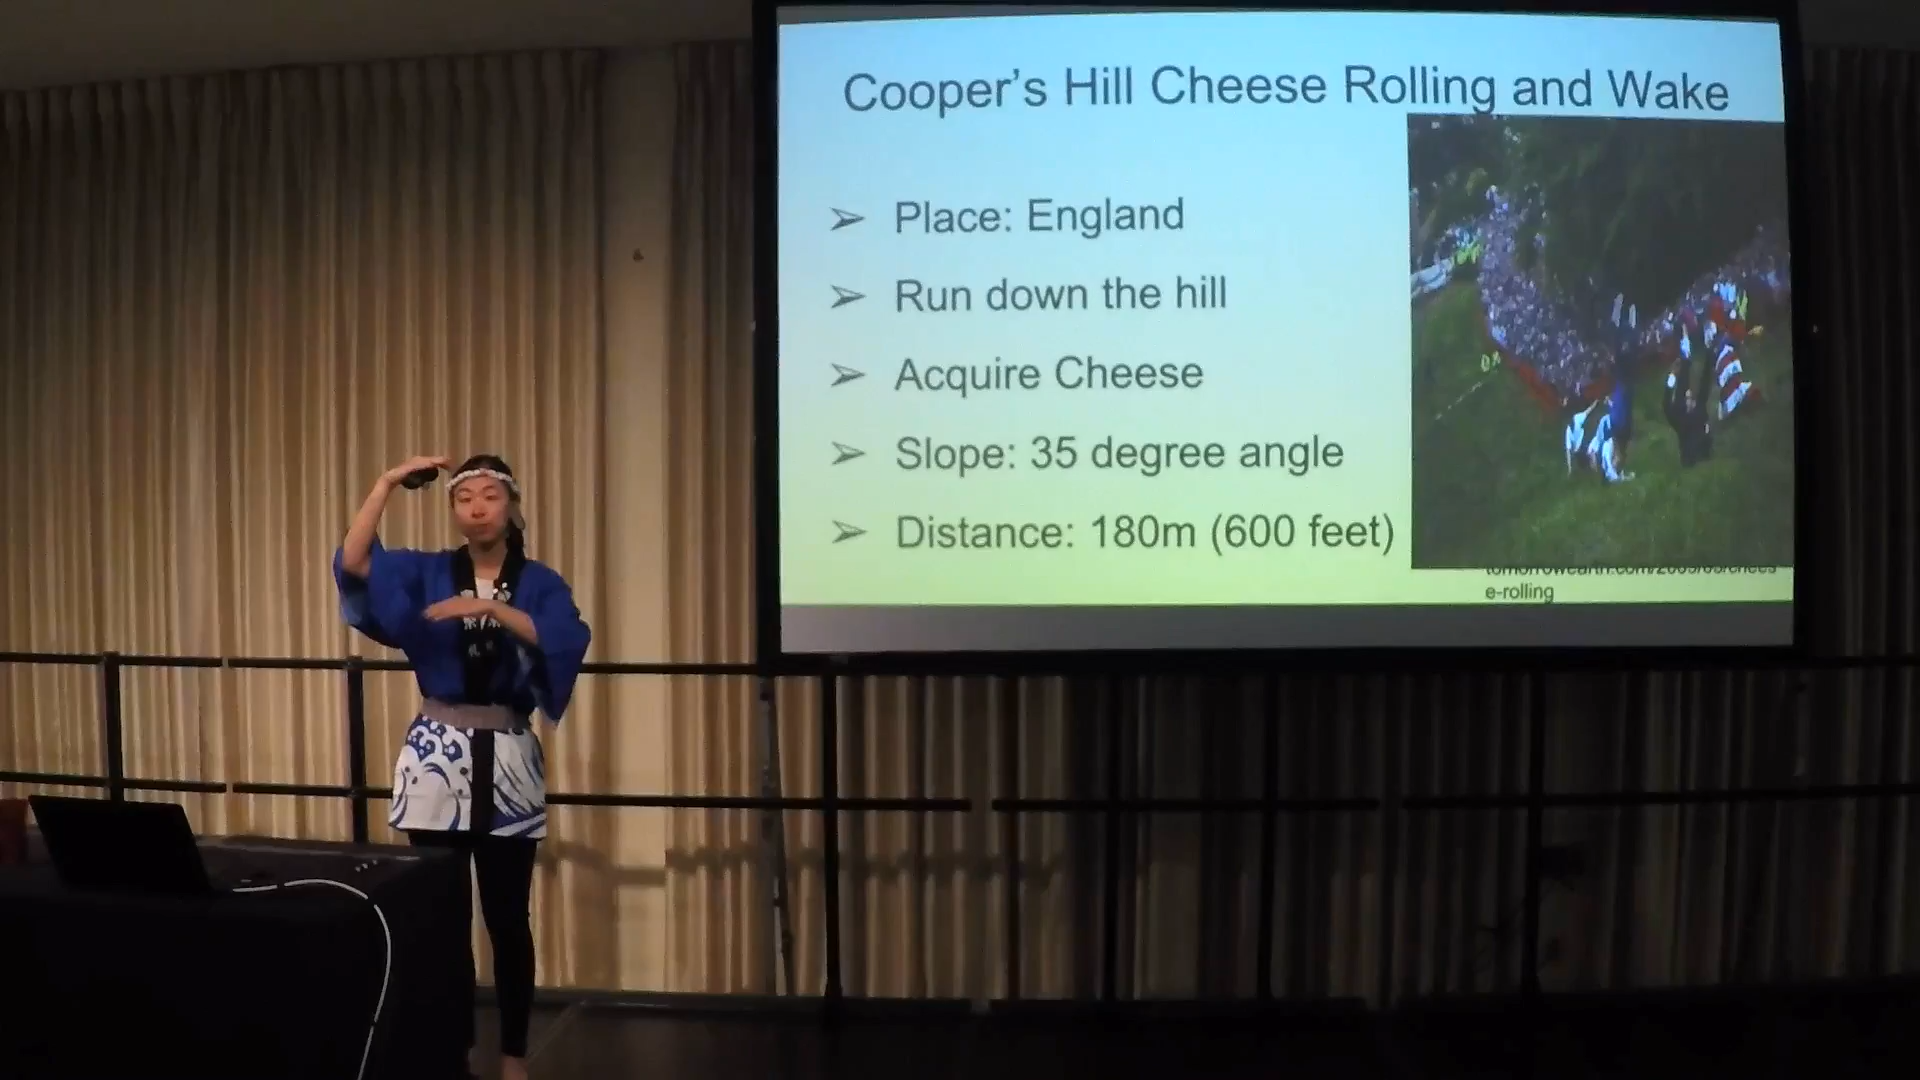 Cooper's Hill Cheese Rolling and Wake
➢ Place: England
➢ Run down the hill
➢ Acquire Cheese
➢ Slope: 35 degree angle
➢ Distance: 180m (600 feet)
e-rolling